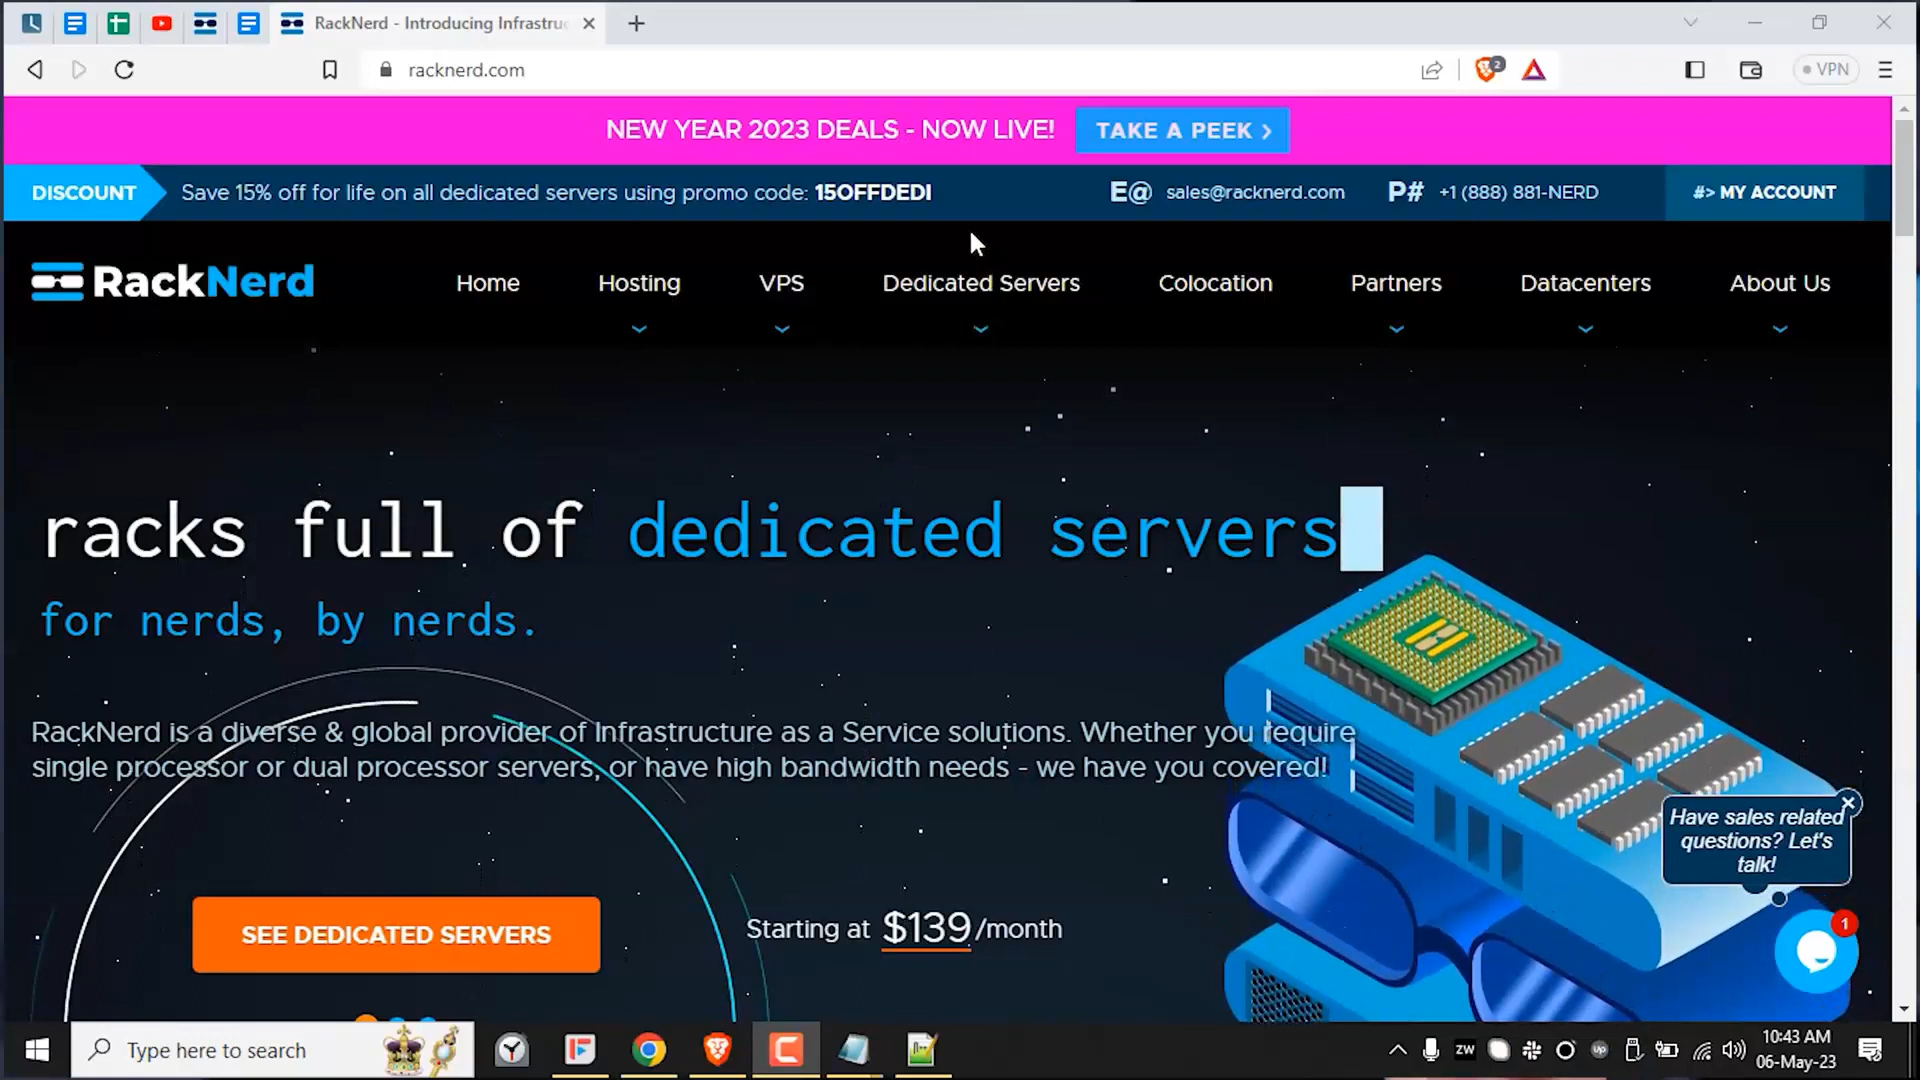 RackNerd - Introducing Infrastruc
racknerd.com
2
VPN
NEW YEAR 2023 DEALS - NOW LIVE!
TAKE A PEEK >
DISCOUNT
Save 15% off for life on all dedicated servers using promo code: 15OFFDEDI
E@ sales@racknerd.com
P# +1 (888) 881-NERD
#> MY ACCOUNT
RackNerd
Home
Hosting
VPS
Dedicated Servers
Colocation
Partners
Datacenters
About Us
racks full of dedicated servers
for nerds, by nerds.
RackNerd is a diverse & global provider of Infrastructure as a Service solutions. Whether you require
single processor or dual processor servers, or have high bandwidth needs - we have you covered!
SEE DEDICATED SERVERS
Starting at $139/month
Have sales related
questions? Let's
talk!
1
Type here to search
ZW
Up
10:43 AM
06-May-23